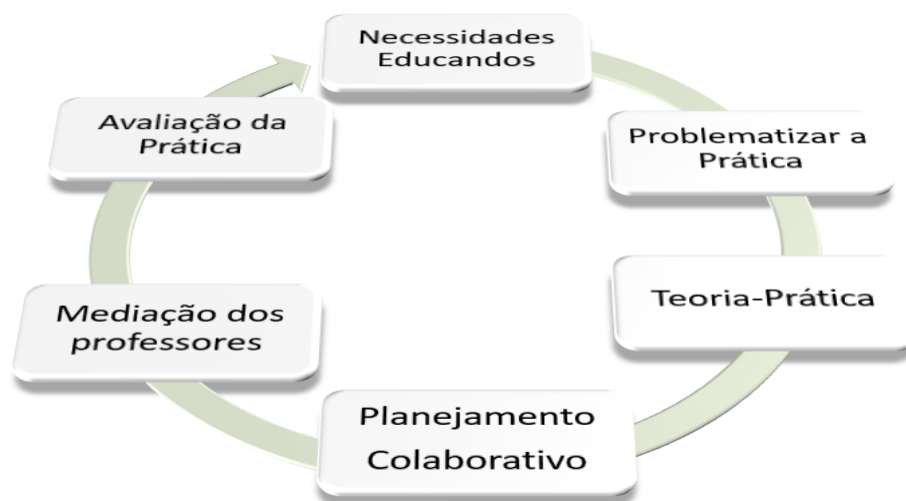 Necessidades
Educandos
Problematizar a
Prática
Teoria-Prática
Planejamento
Colaborativo
Mediação dos
professores
Avaliação da
Prática